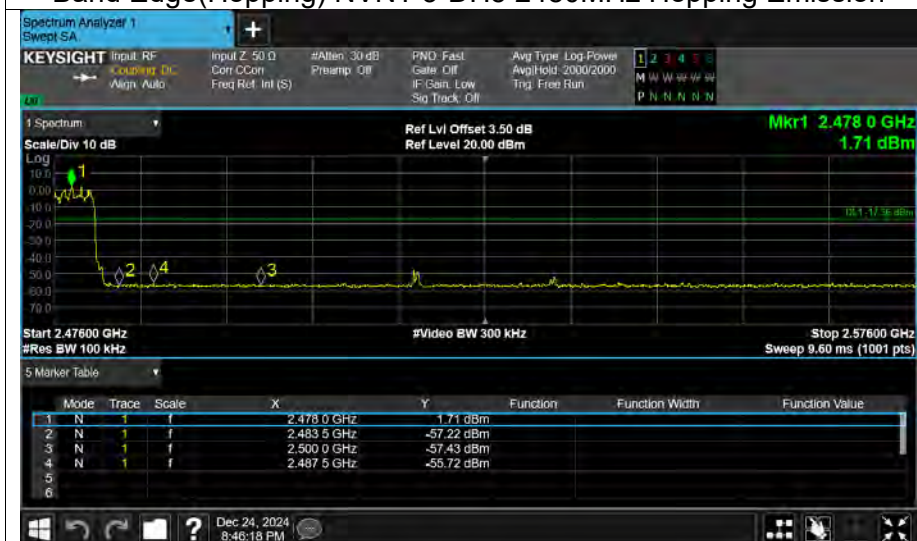 Band Edge(Hopping) NVNT 3-DH5 2480MHz Hopping Emission
Spectrum Analyzer 1
Swept SA
+
KEYSIGHT Input: RF Input Z: 50 Ω #Atten: 30 dB PNO: Fast Avg Type: Log-Power 1 2 3 4 5 6
Coupling: DC Corr CCorr Preamp: Off Gate: Off Avg|Hold: 2000/2000 M W W W W W
Align: Auto Freq Ref: Int (S) IF Gain: Low Trig: Free Run
Sig Track: Off P N N N N N
1 Spectrum Ref Lvl Offset 3.50 dB Mkr1 2.478 0 GHz
Scale/Div 10 dB Ref Level 20.00 dBm 1.71 dBm
Log
10.0 1
0.00
-10.0
DL1 -17.36 dBm
-20.0
-30.0
-40.0
-50.0 2 4 3
-60.0
-70.0
Start 2.47600 GHz #Video BW 300 kHz Stop 2.57600 GHz
#Res BW 100 kHz Sweep 9.60 ms (1001 pts)
5 Marker Table
Mode Trace Scale X Y Function Function Width Function Value
1 N 1 f 2.478 0 GHz 1.71 dBm
2 N 1 f 2.483 5 GHz -57.22 dBm
3 N 1 f 2.500 0 GHz -57.43 dBm
4 N 1 f 2.487 5 GHz -55.72 dBm
5
6
? Dec 24, 2024
8:46:18 PM